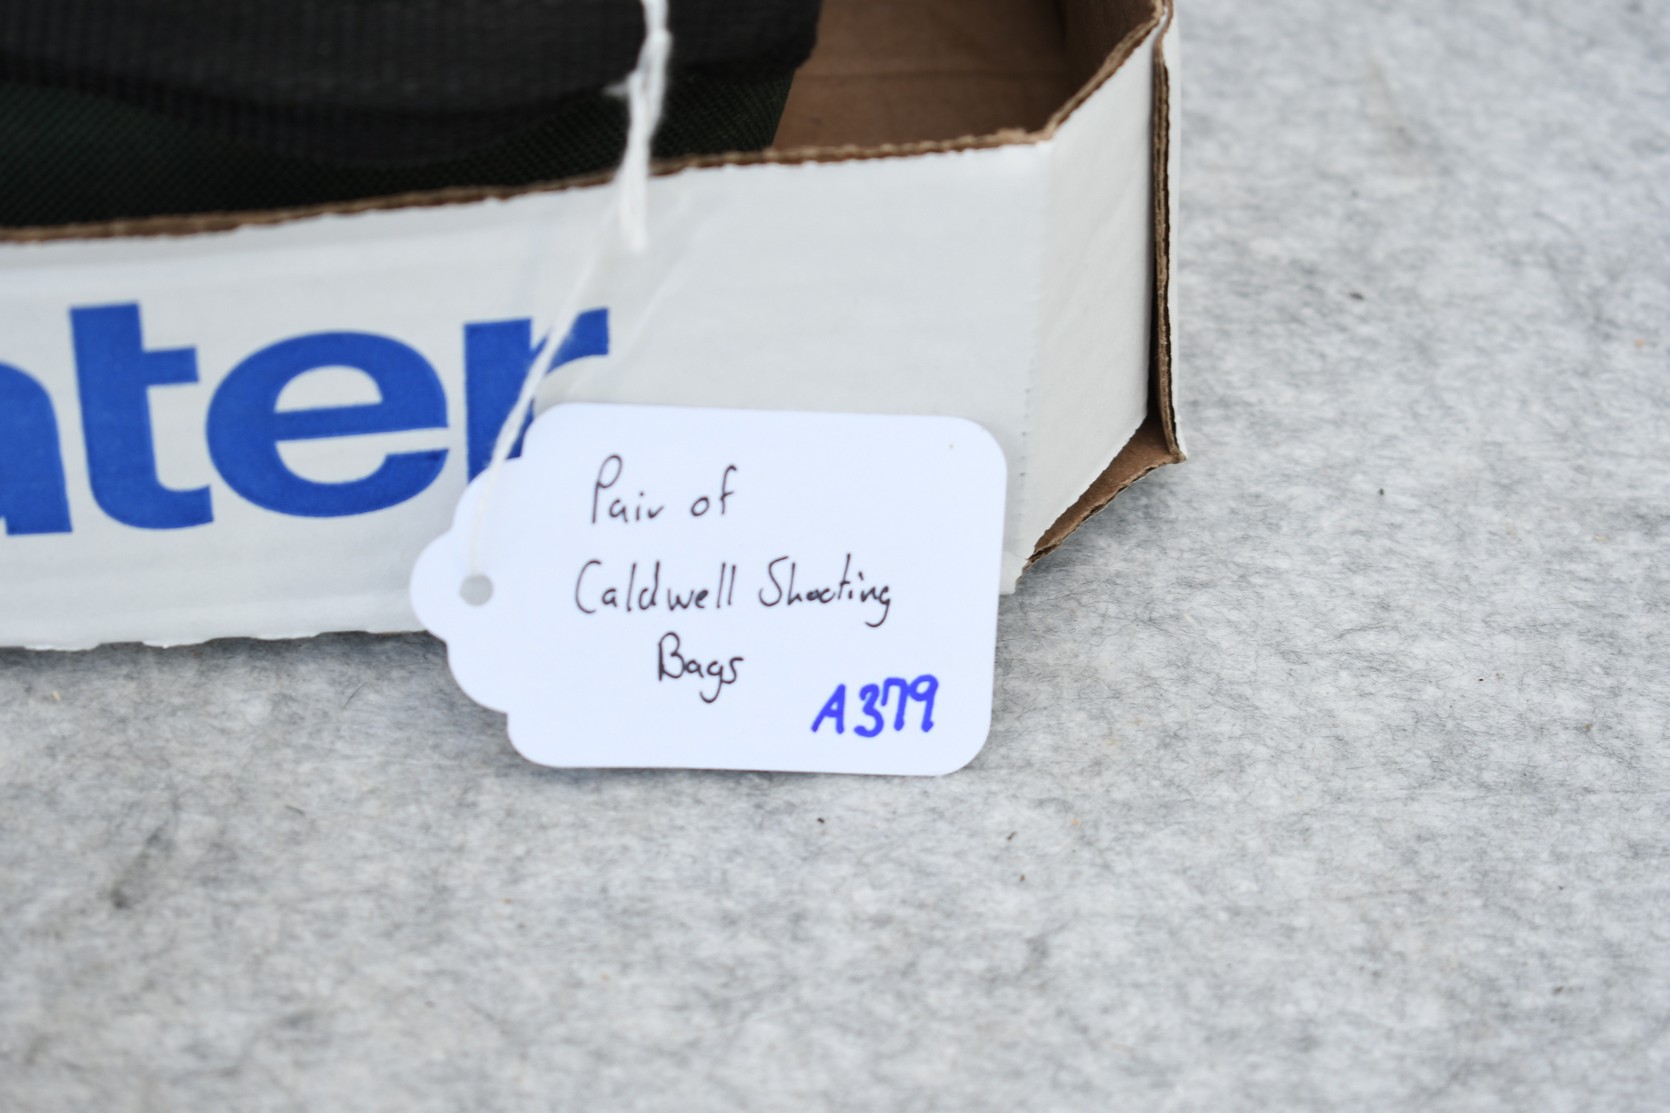 ater
Pair of
Caldwell Shooting
Bags
A379